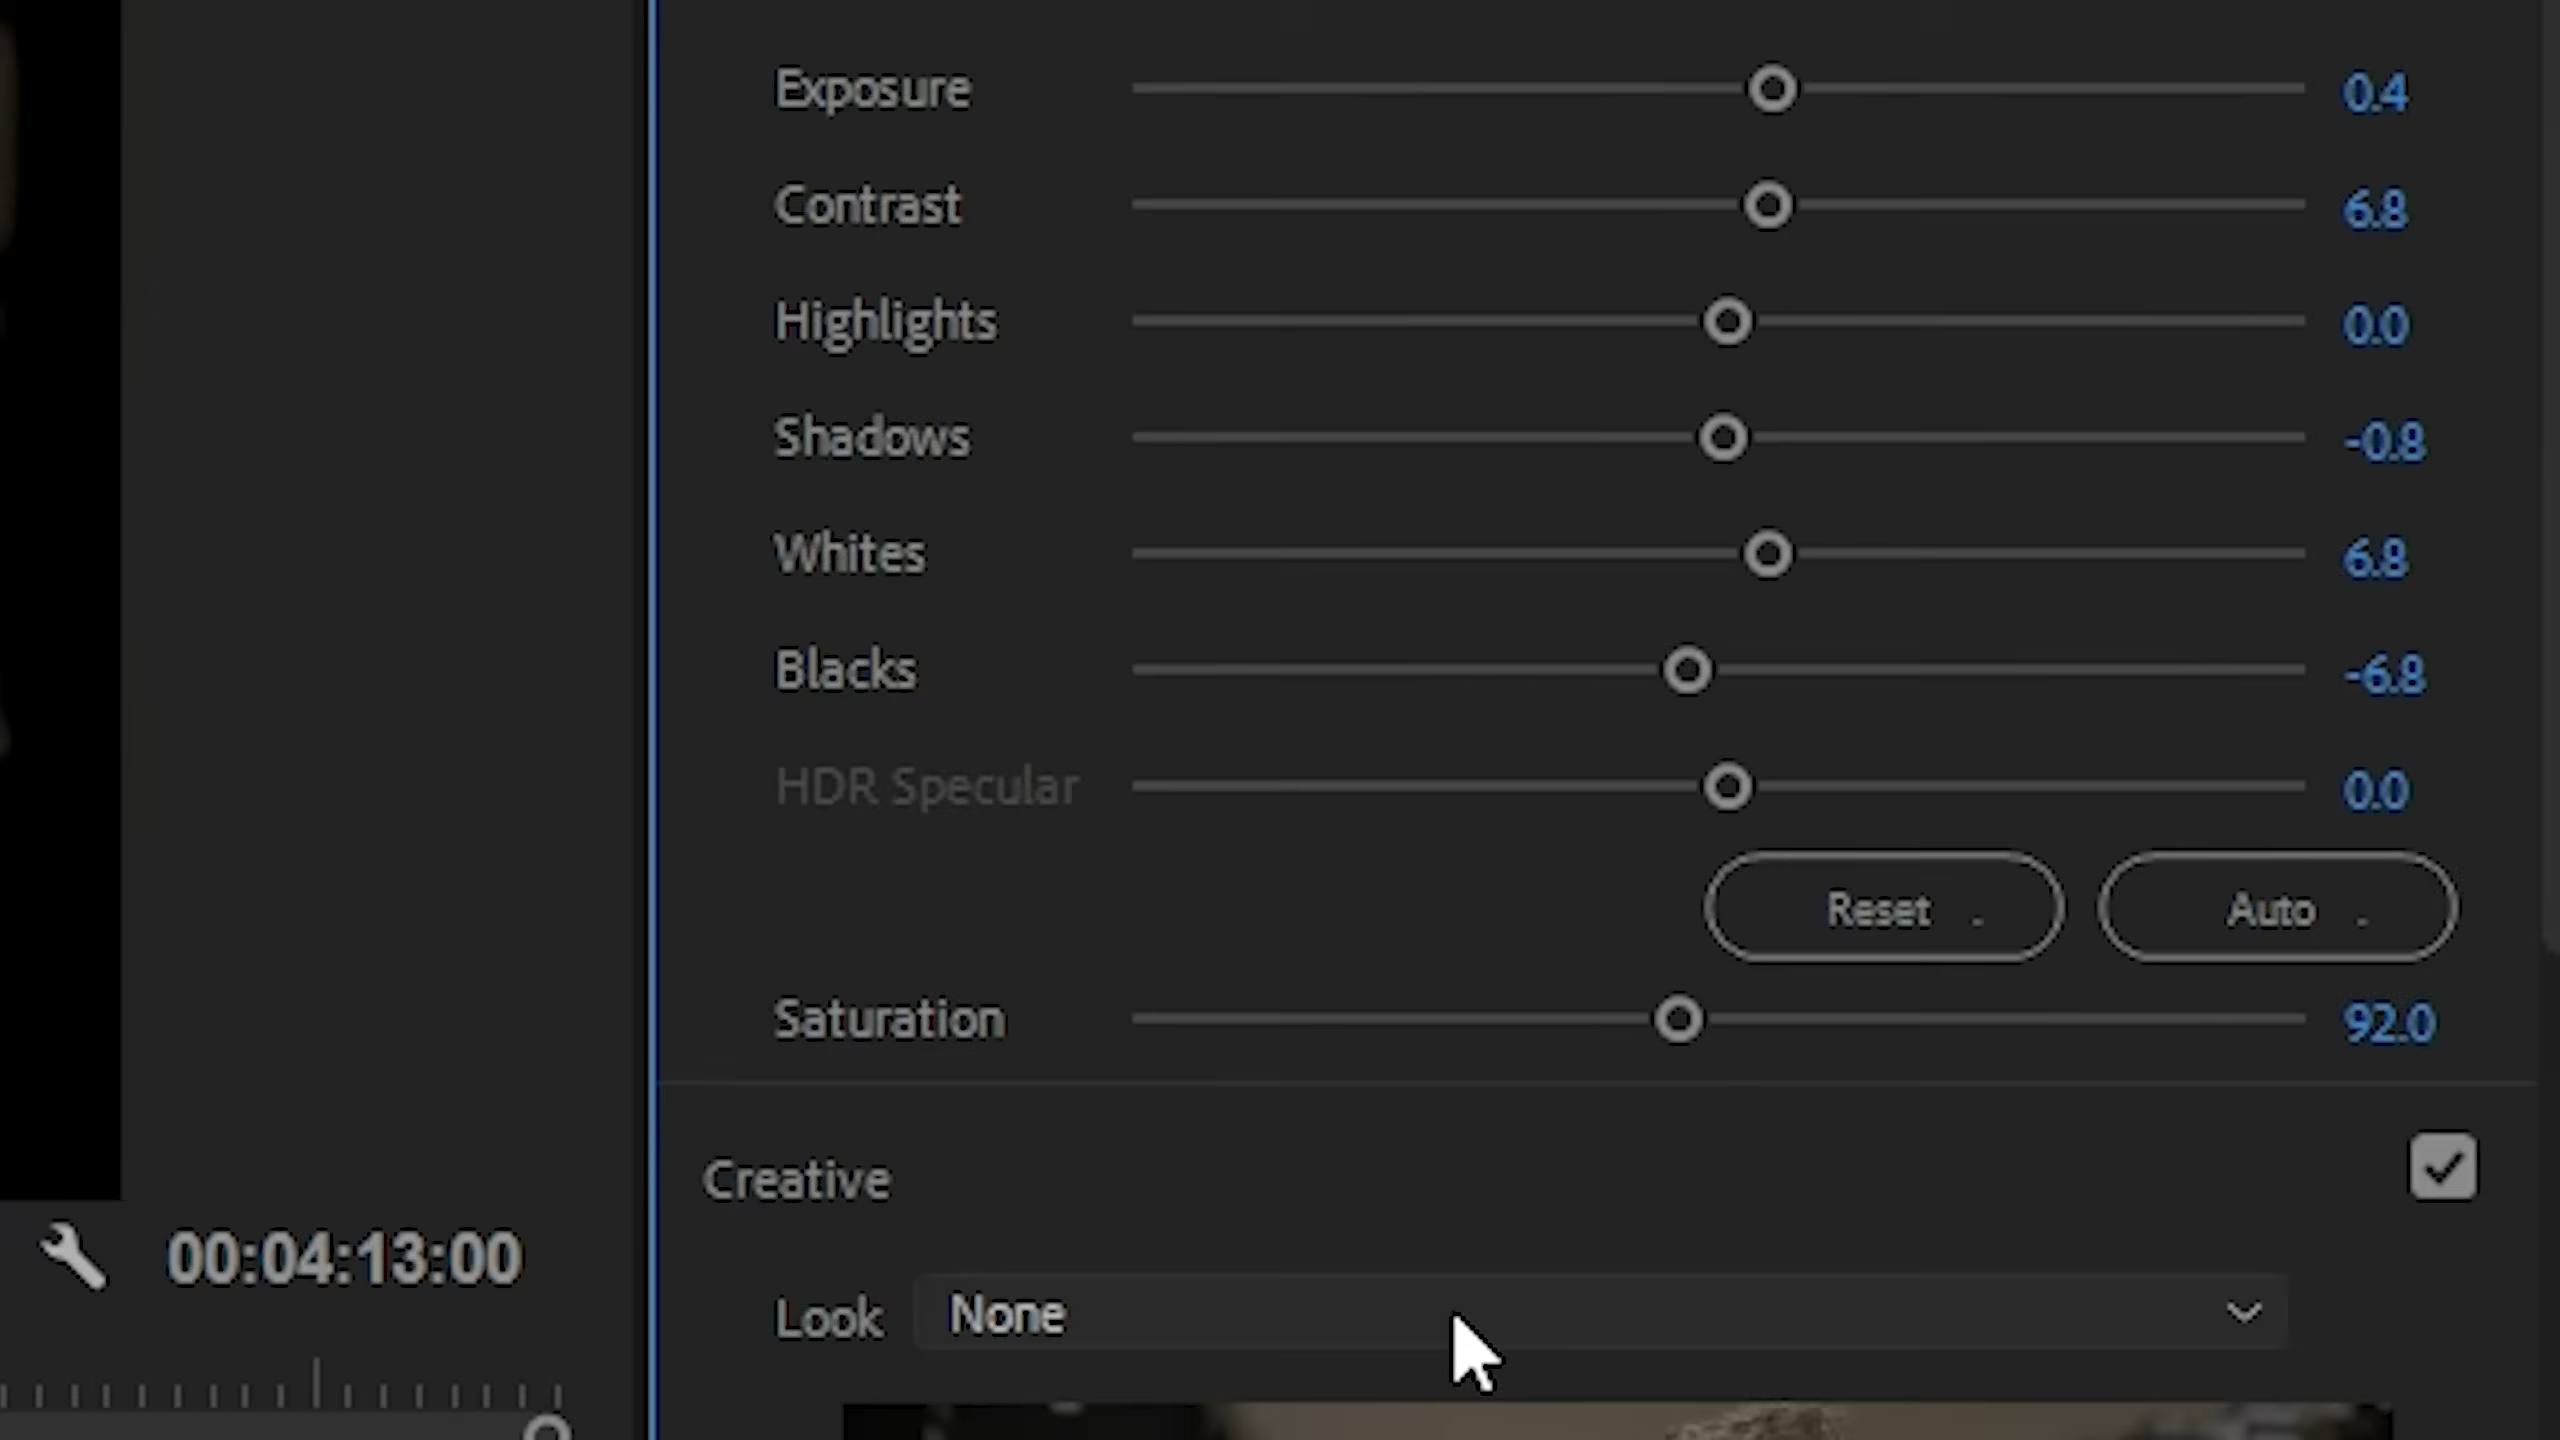 Exposure 0.4
Contrast 6.8
Highlights 0.0
Shadows -0.8
Whites 6.8
Blacks -6.8
HDR Specular 0.0
Reset Auto
Saturation 92.0
Creative
00:04:13:00
Look None